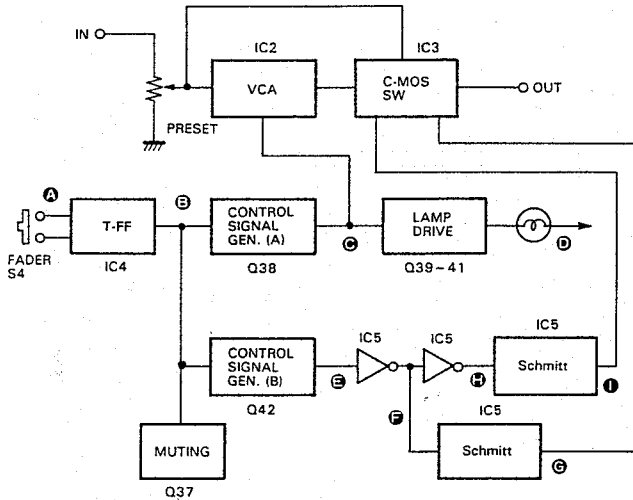 IN
IC2
IC3
VCA
C-MOS
SW
OUT
PRESET
A
B
T-FF
FADER
S4
IC4
CONTROL
SIGNAL
GEN. (A)
Q38
C
LAMP
DRIVE
Q39~41
D
CONTROL
SIGNAL
GEN. (B)
Q42
E
IC5
IC5
H
IC5
Schmitt
I
F
IC5
Schmitt
G
MUTING
Q37